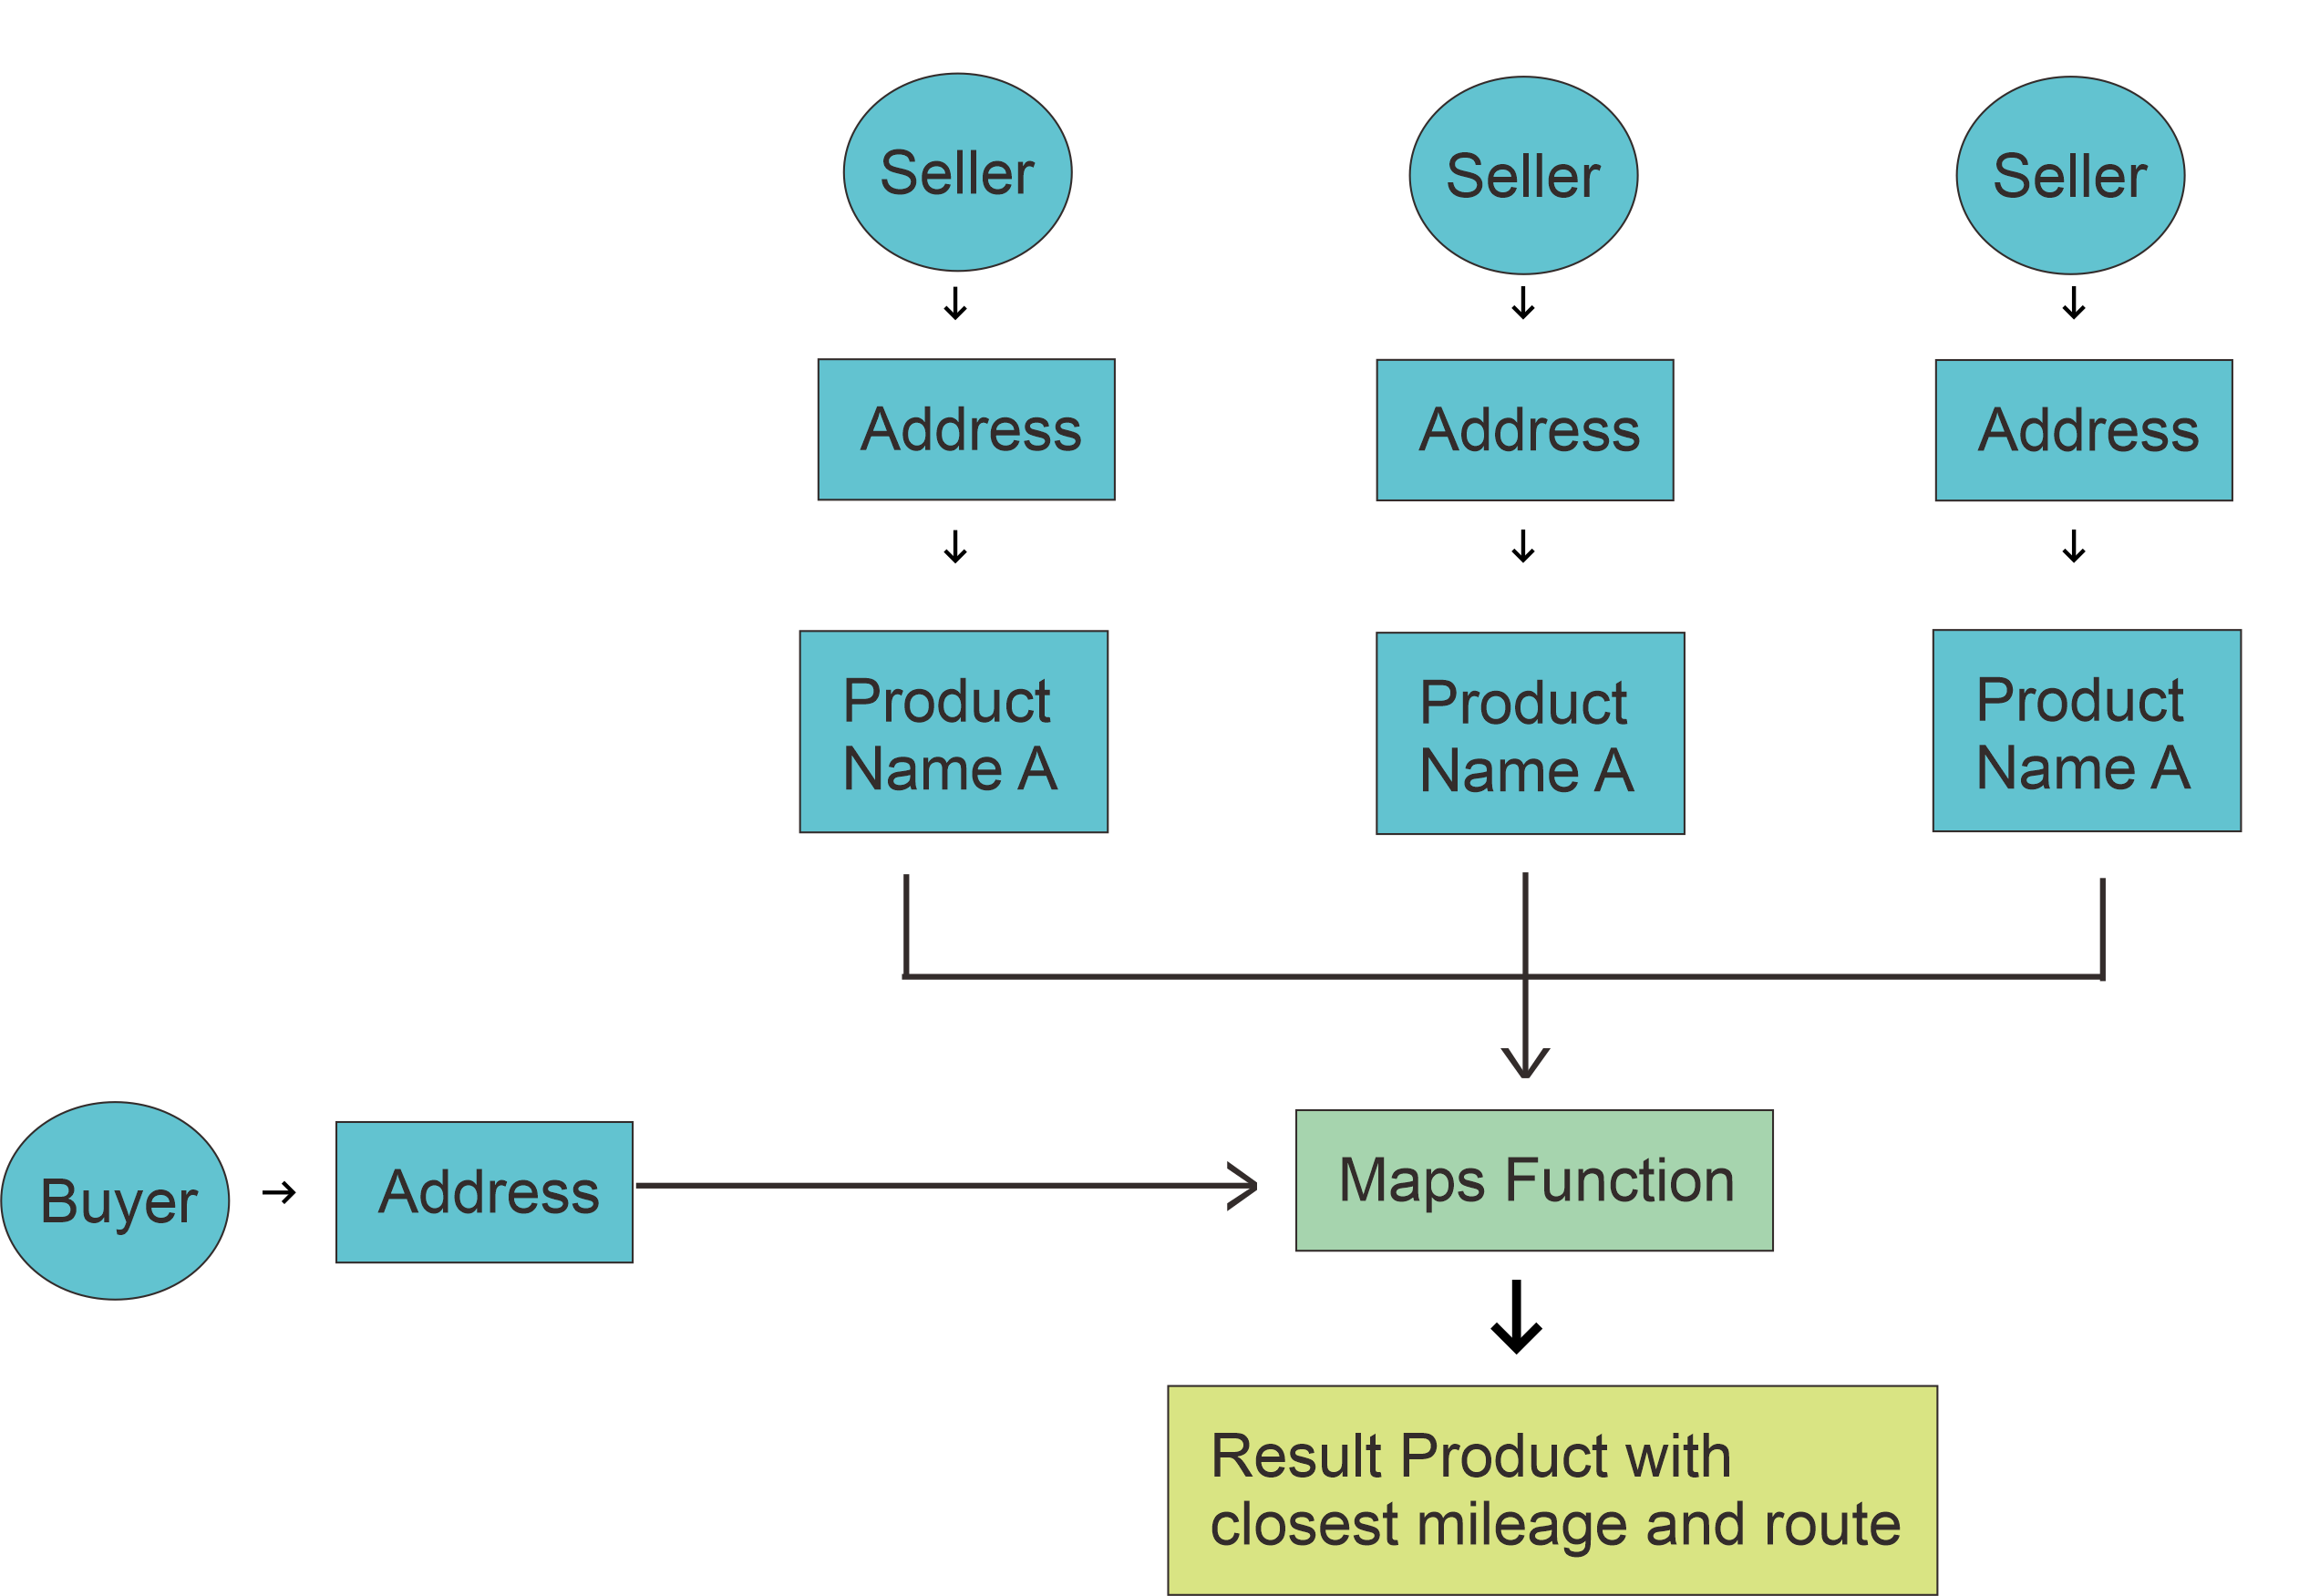 Seller
Seller
Seller
Address
Address
Address
Product
Name A
Product
Name A
Product
Name A
Buyer
Address
Maps Function
Result Product with
closest mileage and route